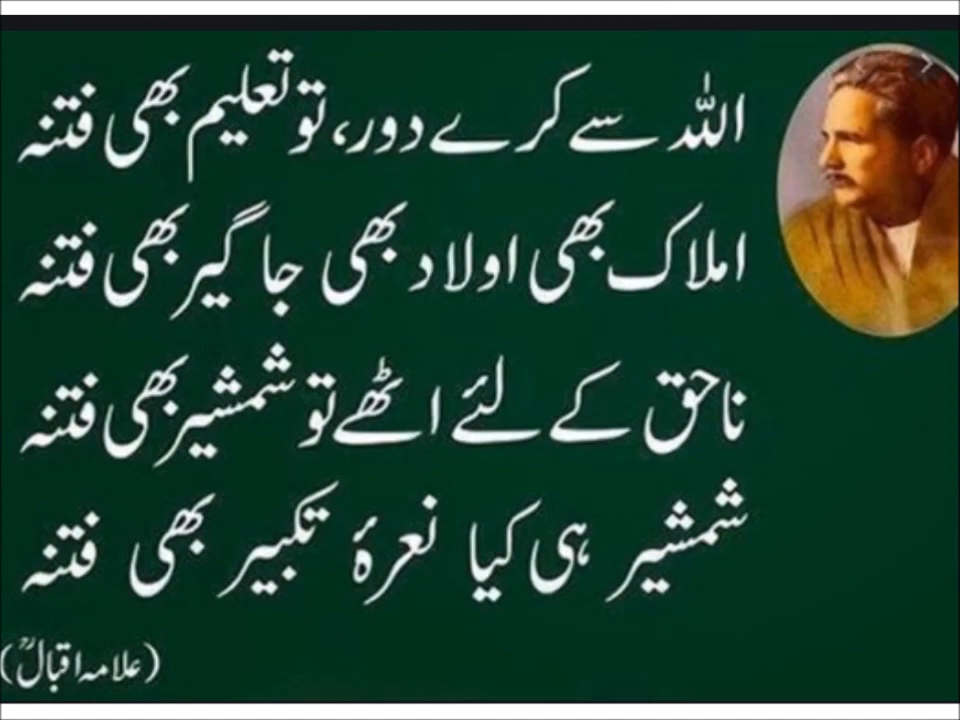 اللہ سے کرے دور، تو تعلیم بھی فتنہ
املاک بھی اولاد بھی جاگیر بھی فتنہ
ناحق کے لئے اٹھے تو شمشیر بھی فتنہ
شمشیر ہی کیا نعرۂ تکبیر بھی فتنہ
(علامہ اقبالؒ)